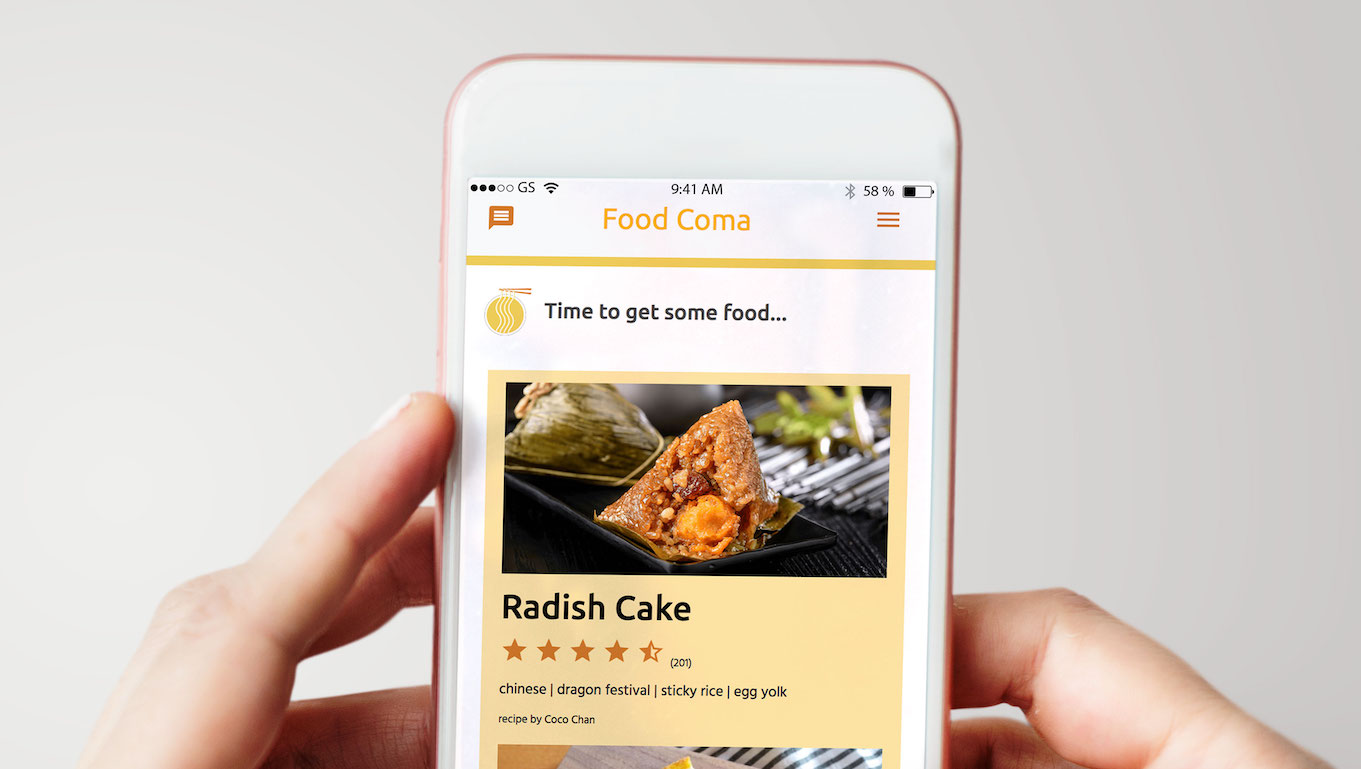 GS 9:41 AM 58 %
Food Coma
Time to get some food...
Radish Cake
(201)
chinese | dragon festival | sticky rice | egg yolk
recipe by Coco Chan